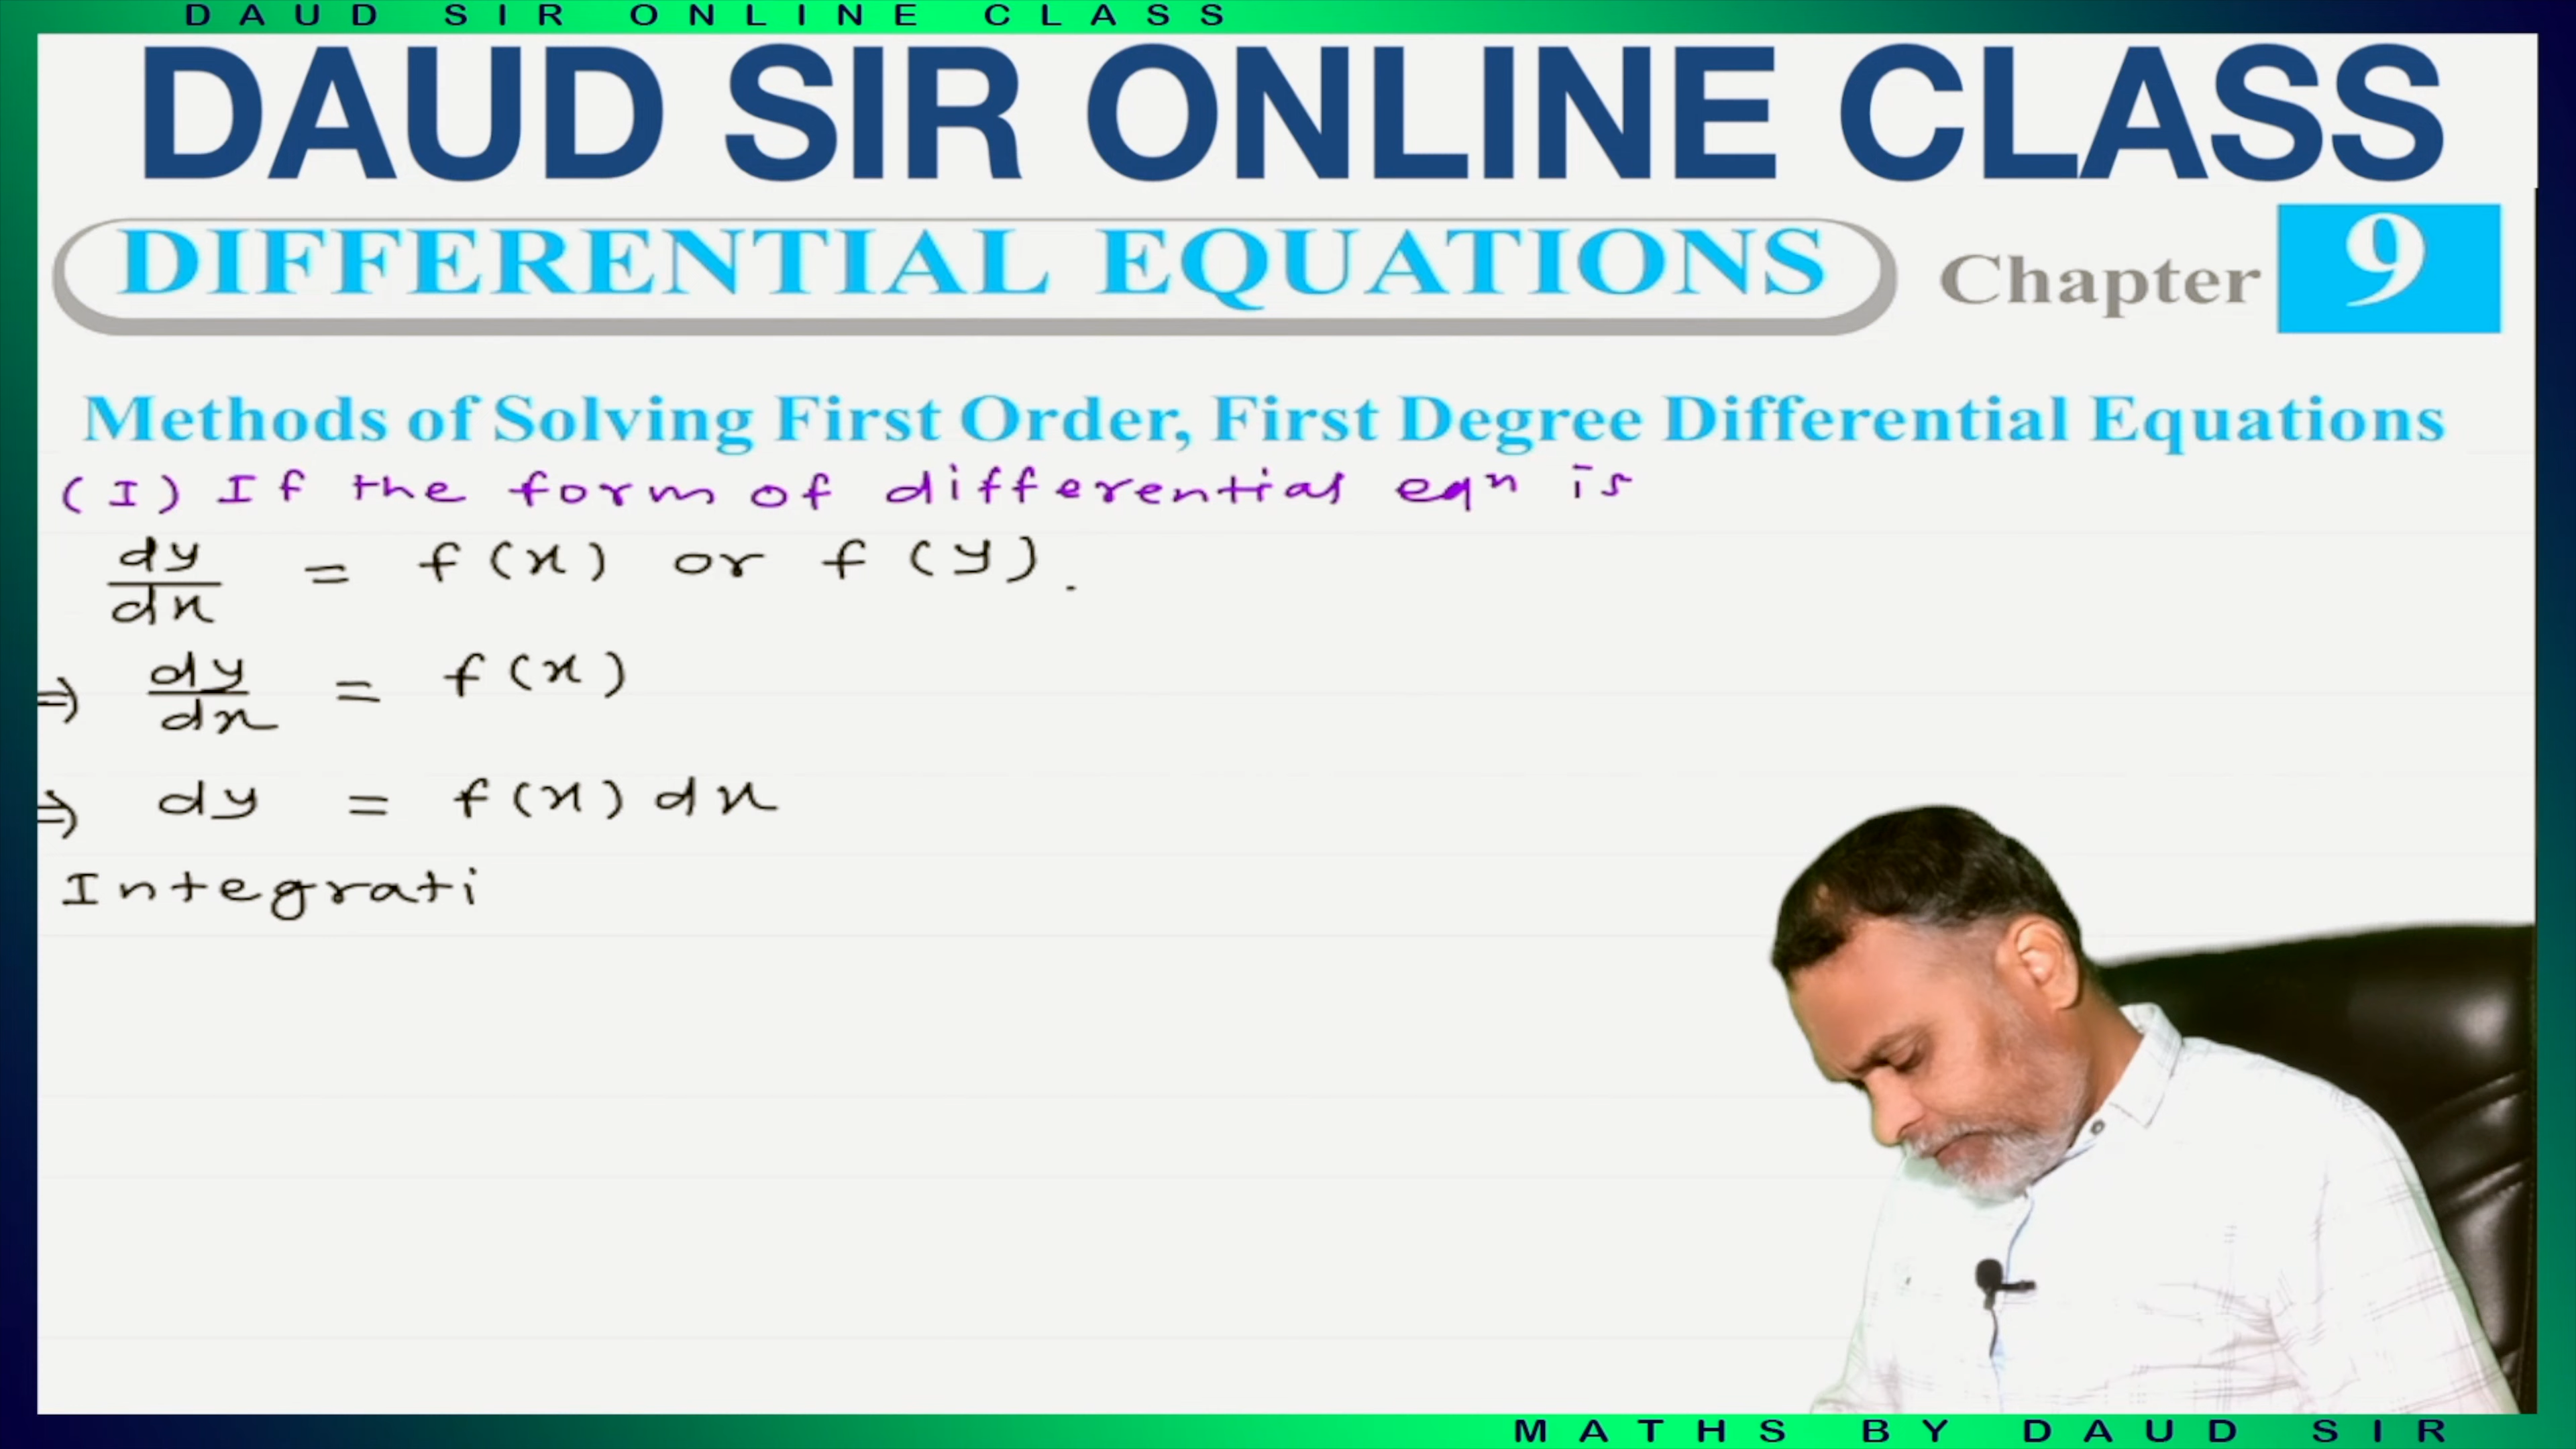 DAUD SIR ONLINE CLASS
DAUD SIR ONLINE CLASS
DIFFERENTIAL EQUATIONS Chapter 9
Methods of Solving First Order, First Degree Differential Equations
(I) If the form of differential eqn is
dy/dx = f(x) or f(y).
⇒ dy/dx = f(x)
⇒ dy = f(x) dx
Integrati
MATHS BY DAUD SIR